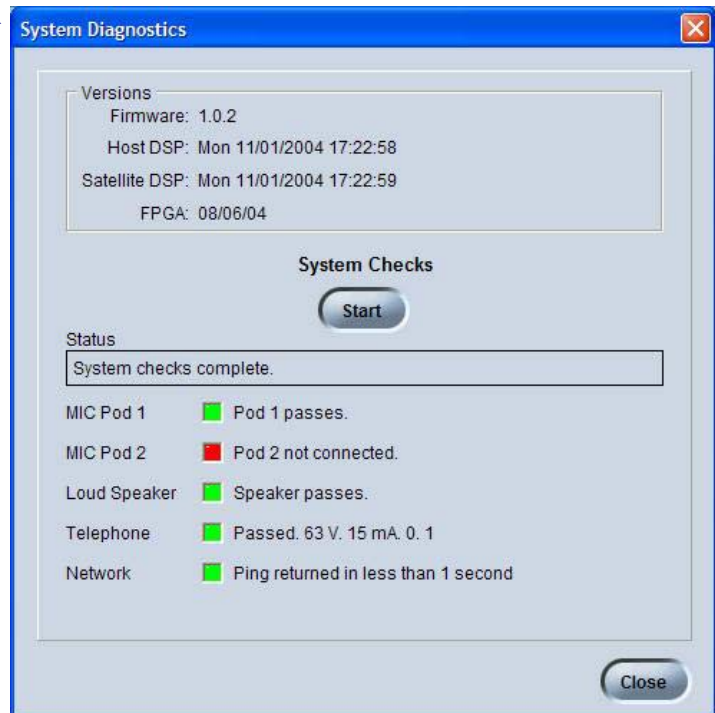 System Diagnostics
Versions
Firmware: 1.0.2
Host DSP: Mon 11/01/2004 17:22:58
Satellite DSP: Mon 11/01/2004 17:22:59
FPGA: 08/06/04
System Checks
Start
Status
System checks complete.
MIC Pod 1 Pod 1 passes.
MIC Pod 2 Pod 2 not connected.
Loud Speaker Speaker passes.
Telephone Passed. 63 V. 15 mA. 0. 1
Network Ping returned in less than 1 second
Close